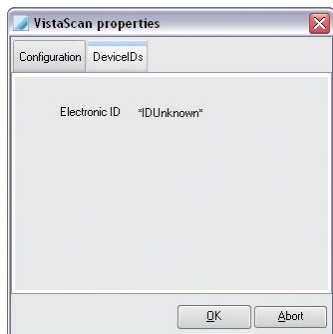 VistaScan properties
Configuration DeviceIDs
Electronic ID *IDUnknown*
OK Abort